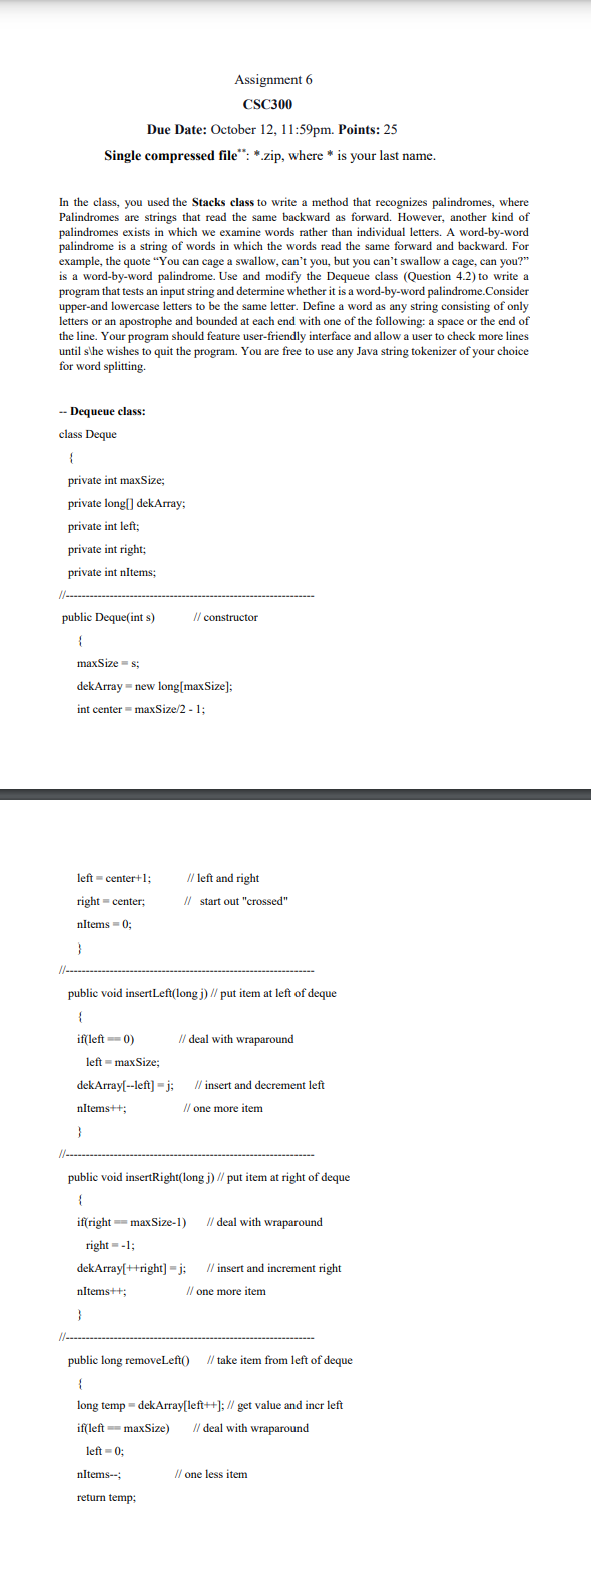 Assignment 6
CSC300
Due Date: October 12, 11:59pm. Points: 25
Single compressed file**: *.zip, where * is your last name.
In the class, you used the Stacks class to write a method that recognizes palindromes, where
Palindromes are strings that read the same backward as forward. However, another kind of
palindromes exists in which we examine words rather than individual letters. A word-by-word
palindrome is a string of words in which the words read the same forward and backward. For
example, the quote “You can cage a swallow, can’t you, but you can’t swallow a cage, can you?”
is a word-by-word palindrome. Use and modify the Dequeue class (Question 4.2) to write a
program that tests an input string and determine whether it is a word-by-word palindrome.Consider
upper-and lowercase letters to be the same letter. Define a word as any string consisting of only
letters or an apostrophe and bounded at each end with one of the following: a space or the end of
the line. Your program should feature user-friendly interface and allow a user to check more lines
until s\he wishes to quit the program. You are free to use any Java string tokenizer of your choice
for word splitting.
-- Dequeue class:
class Deque
{
private int maxSize;
private long[] dekArray;
private int left;
private int right;
private int nItems;
//--------------------------------------------------------------
public Deque(int s) // constructor
{
maxSize = s;
dekArray = new long[maxSize];
int center = maxSize/2 - 1;
left = center+1; // left and right
right = center; // start out "crossed"
nItems = 0;
}
//--------------------------------------------------------------
public void insertLeft(long j) // put item at left of deque
{
if(left == 0) // deal with wraparound
left = maxSize;
dekArray[--left] = j; // insert and decrement left
nItems++; // one more item
}
//--------------------------------------------------------------
public void insertRight(long j) // put item at right of deque
{
if(right == maxSize-1) // deal with wraparound
right = -1;
dekArray[++right] = j; // insert and increment right
nItems++; // one more item
}
//--------------------------------------------------------------
public long removeLeft() // take item from left of deque
{
long temp = dekArray[left++]; // get value and incr left
if(left == maxSize) // deal with wraparound
left = 0;
nItems--; // one less item
return temp;